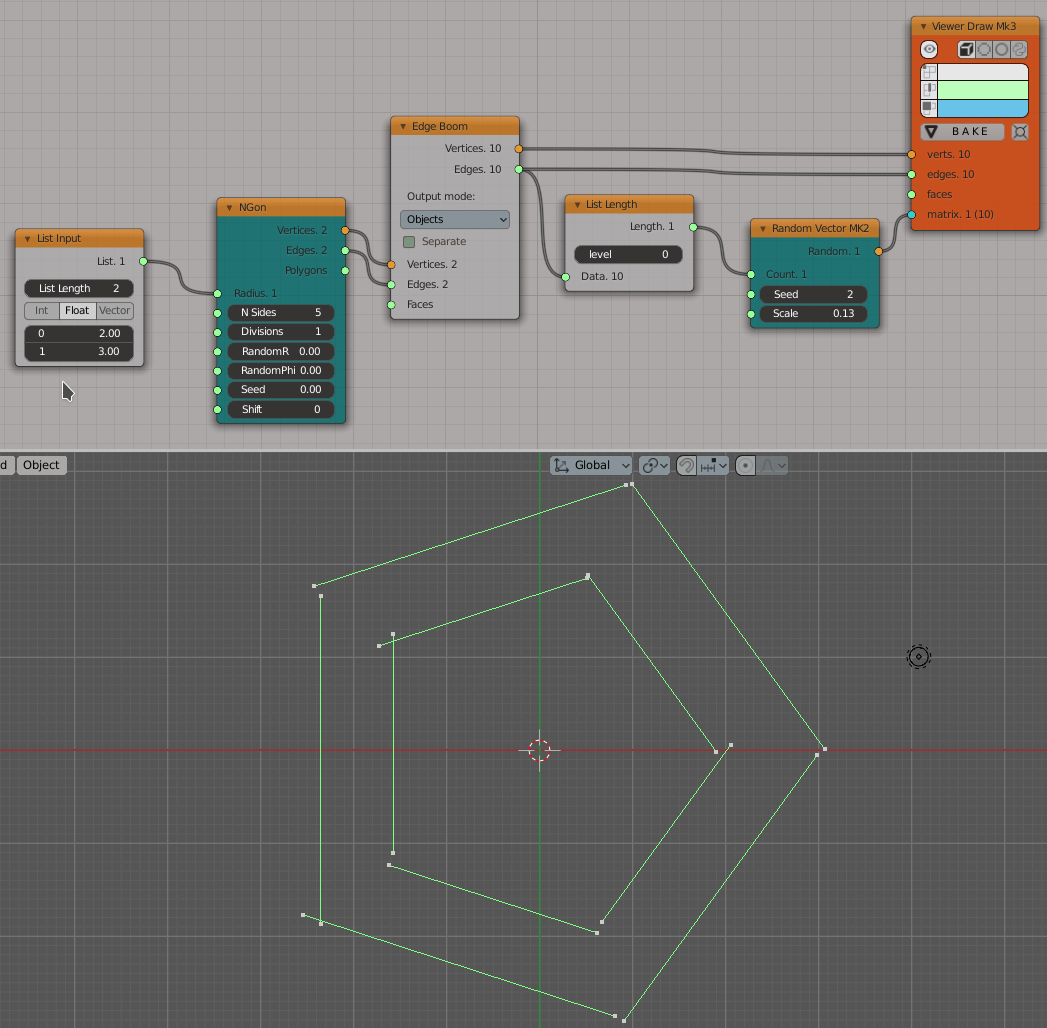 List Input
List. 1
List Length 2
Int Float Vector
0 2.00
1 3.00
NGon
Vertices. 2
Edges. 2
Polygons
Radius. 1
N Sides 5
Divisions 1
RandomR 0.00
RandomPhi 0.00
Seed 0.00
Shift 0
Edge Boom
Vertices. 10
Edges. 10
Output mode:
Objects
Separate
Vertices. 2
Edges. 2
Faces
List Length
Length. 1
level 0
Data. 10
Random Vector MK2
Random. 1
Count. 1
Seed 2
Scale 0.13
Viewer Draw Mk3
BAKE
verts. 10
edges. 10
faces
matrix. 1 (10)
d Object Global